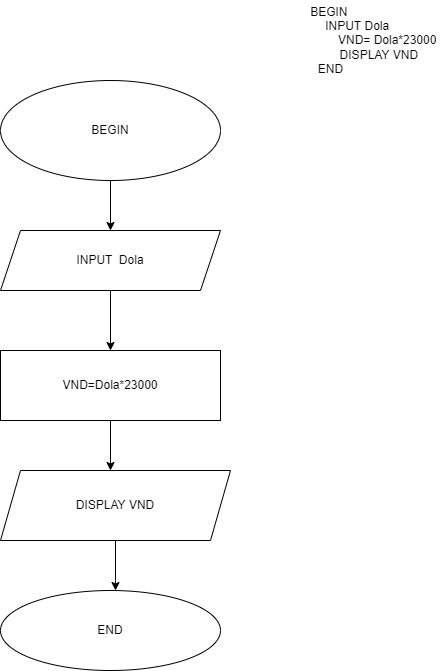 BEGIN
INPUT Dola
VND= Dola*23000
DISPLAY VND
END
BEGIN
INPUT Dola
VND=Dola*23000
DISPLAY VND
END